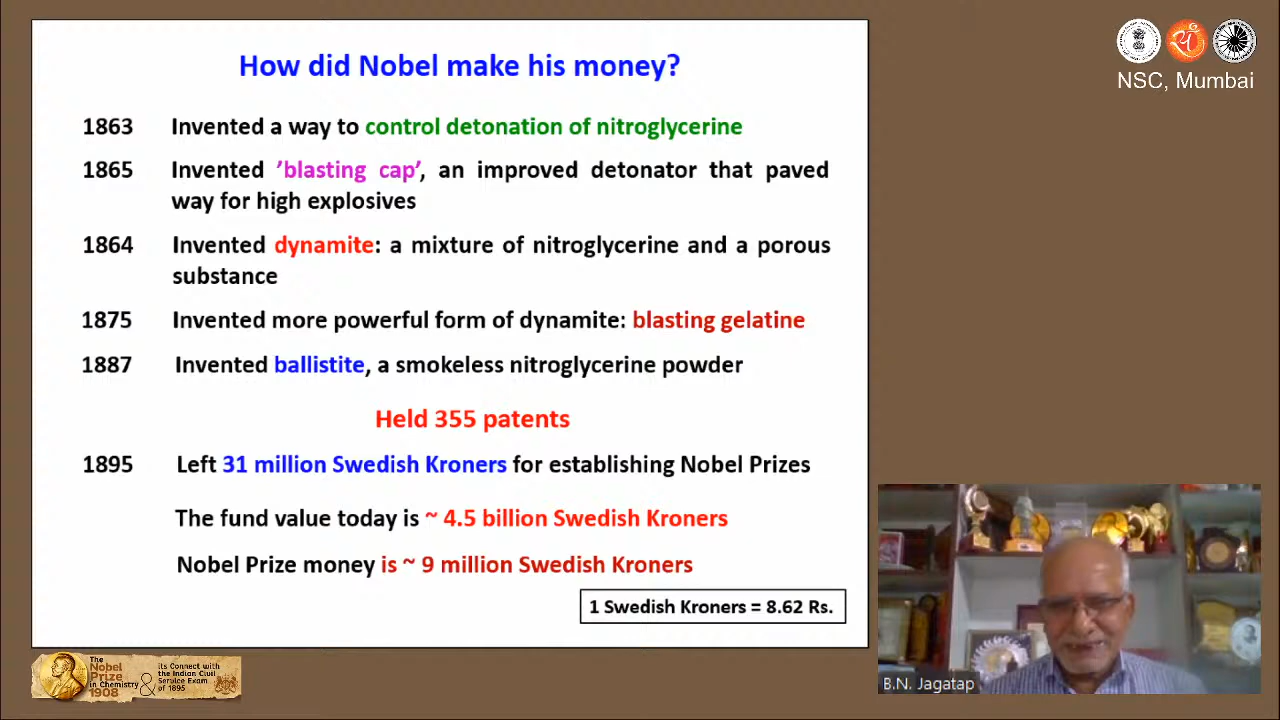 How did Nobel make his money?
1863 Invented a way to control detonation of nitroglycerine
1865 Invented ’blasting cap’, an improved detonator that paved
way for high explosives
1864 Invented dynamite: a mixture of nitroglycerine and a porous
substance
1875 Invented more powerful form of dynamite: blasting gelatine
1887 Invented ballistite, a smokeless nitroglycerine powder
Held 355 patents
1895 Left 31 million Swedish Kroners for establishing Nobel Prizes
The fund value today is ~ 4.5 billion Swedish Kroners
Nobel Prize money is ~ 9 million Swedish Kroners
1 Swedish Kroners = 8.62 Rs.
NSC, Mumbai
The
Nobel
Prize
in Chemistry
1908
&
its Connect with
the Indian Civil
Service Exam
of 1895
B.N. Jagatap